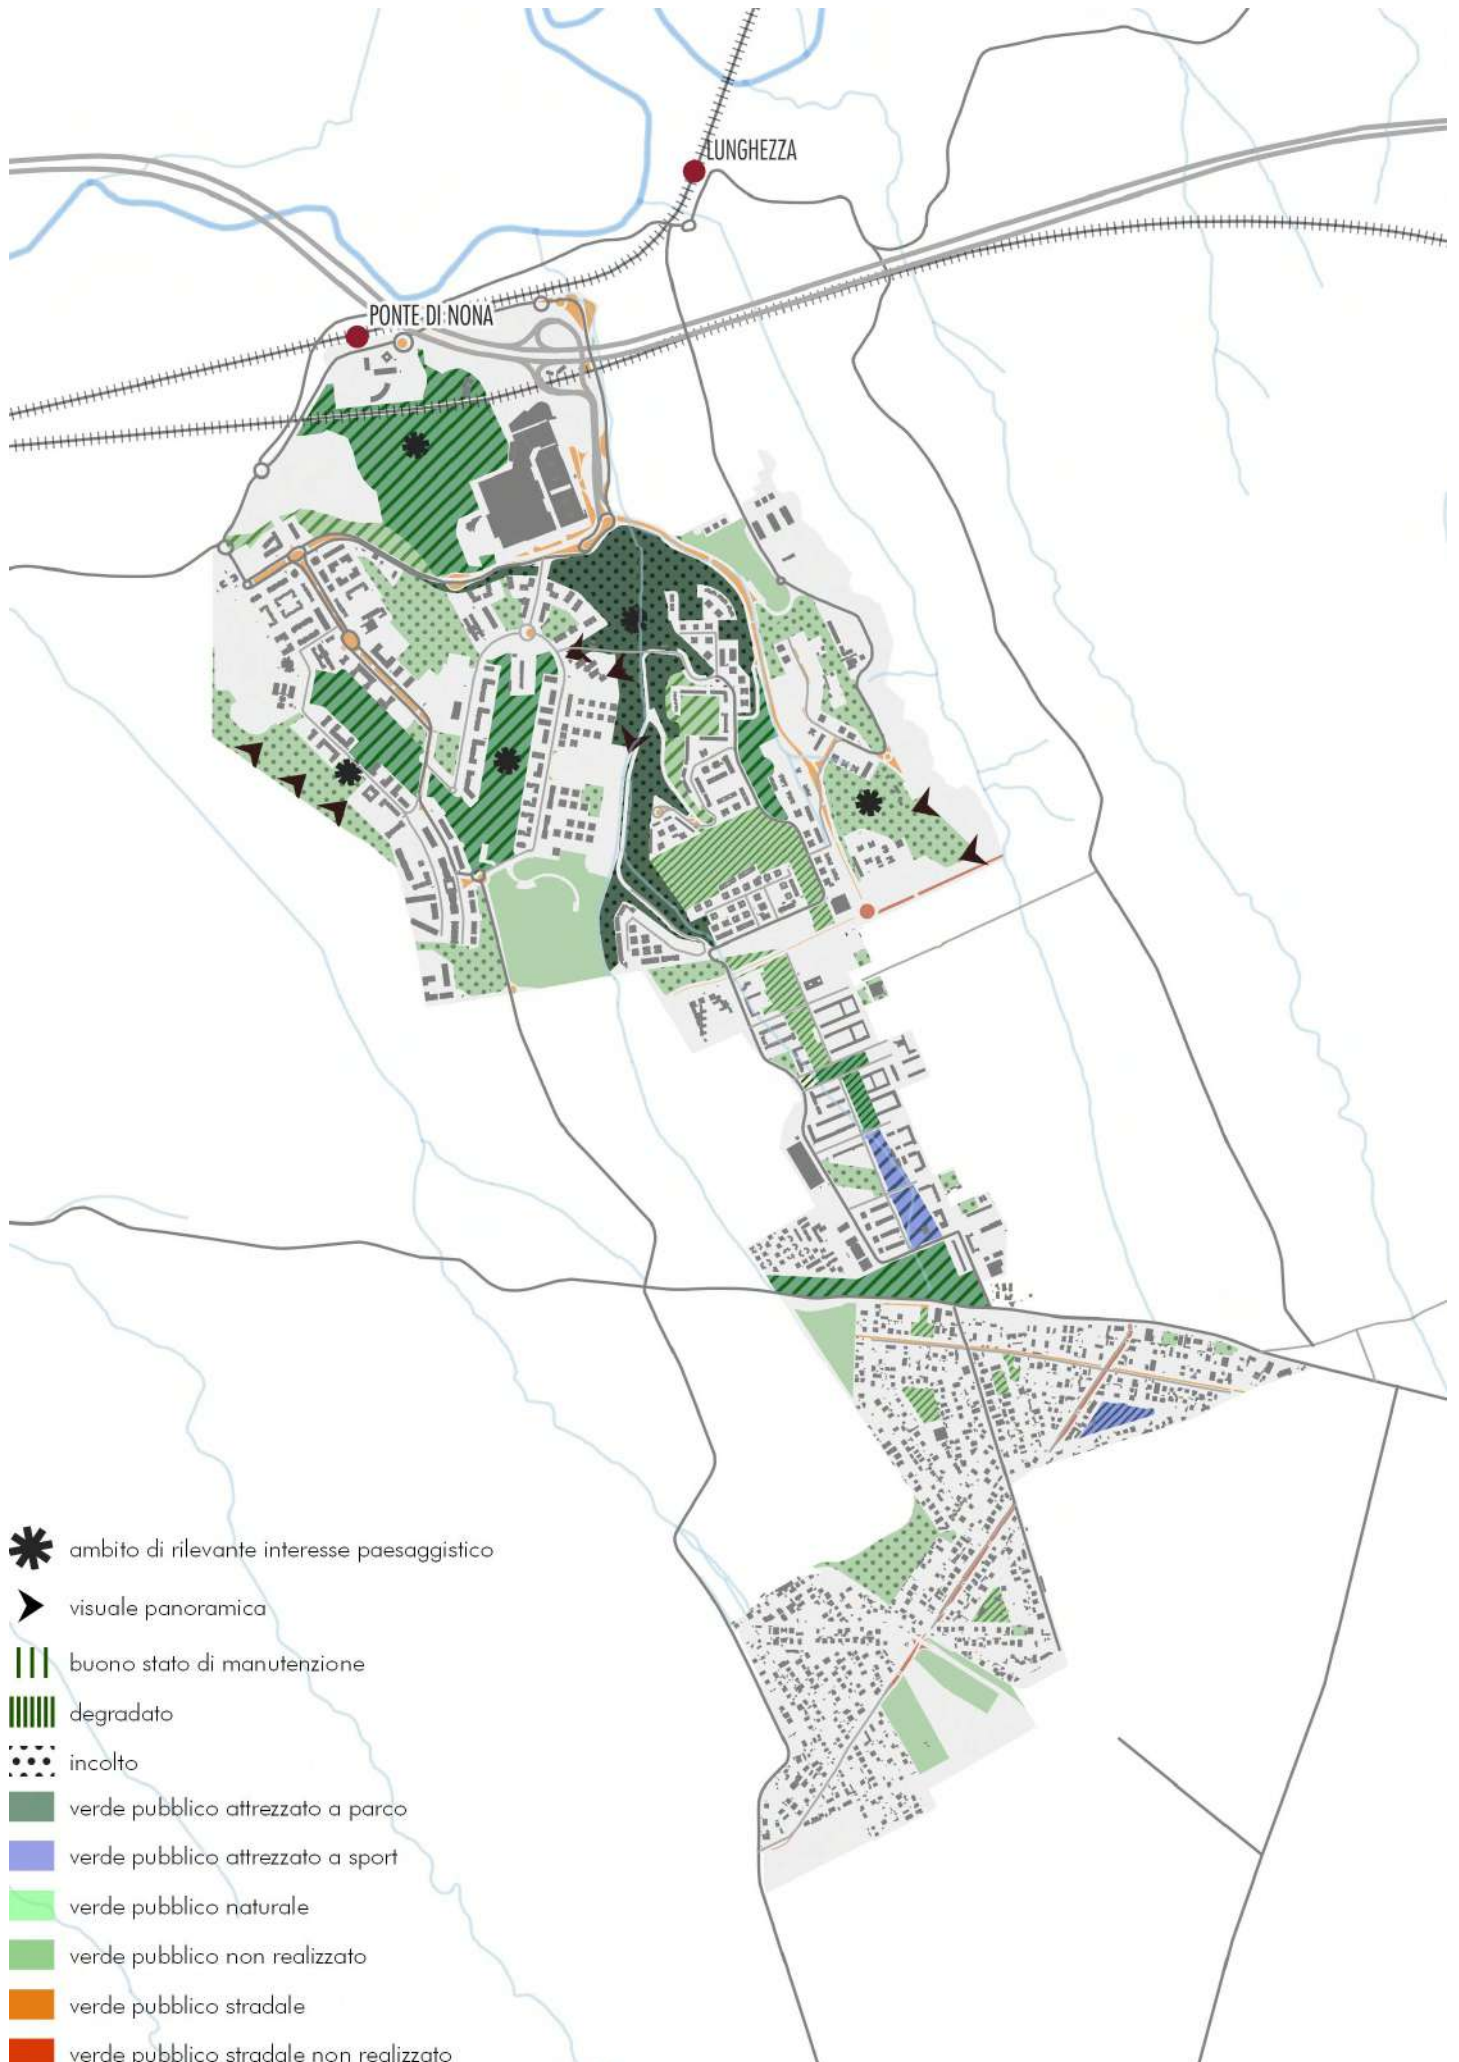 LUNGHEZZA
PONTE DI NONA
ambito di rilevante interesse paesaggistico
visuale panoramica
buono stato di manutenzione
degradato
incolto
verde pubblico attrezzato a parco
verde pubblico attrezzato a sport
verde pubblico naturale
verde pubblico non realizzato
verde pubblico stradale
verde pubblico stradale non realizzato